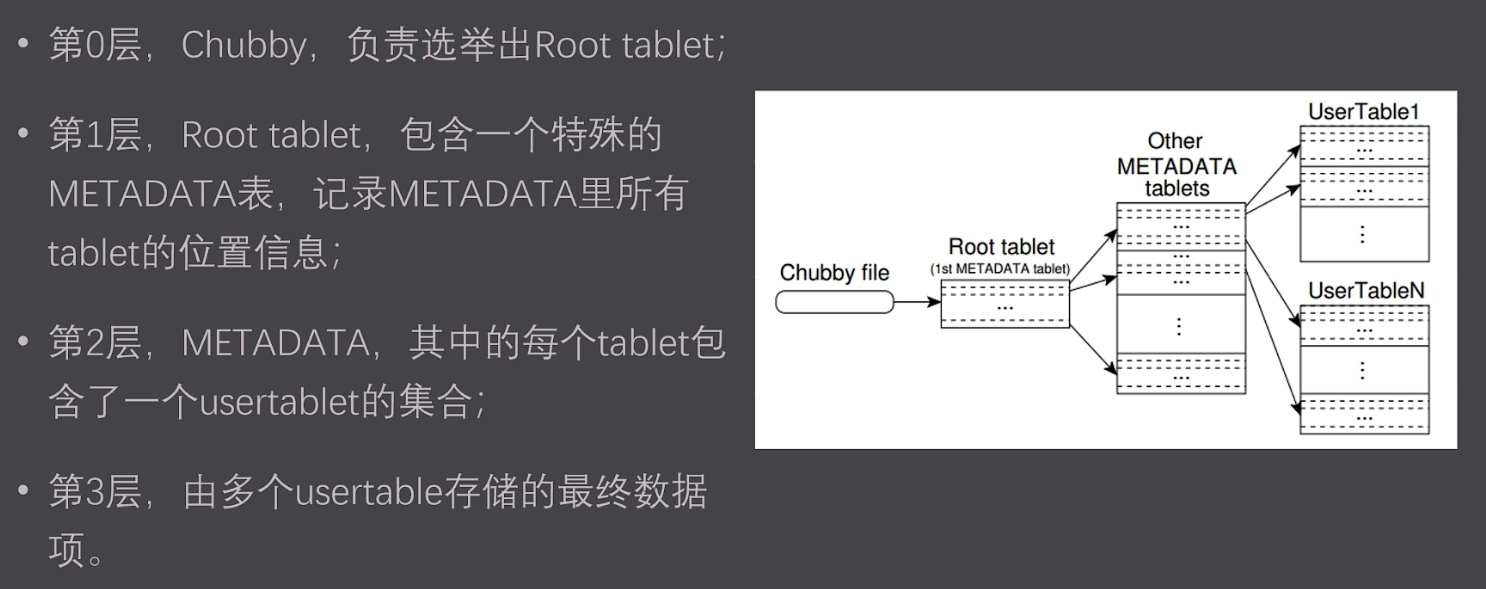 • 第0层，Chubby，负责选举出Root tablet；
• 第1层，Root tablet，包含一个特殊的
METADATA表，记录METADATA里所有
tablet的位置信息；
• 第2层，METADATA，其中的每个tablet包
含了一个usertablet的集合；
• 第3层，由多个usertable存储的最终数据
项。
Chubby file
Root tablet
(1st METADATA tablet)
...
Other
METADATA
tablets
...
...
...
⋮
...
UserTable1
...
...
⋮
UserTableN
...
⋮
...